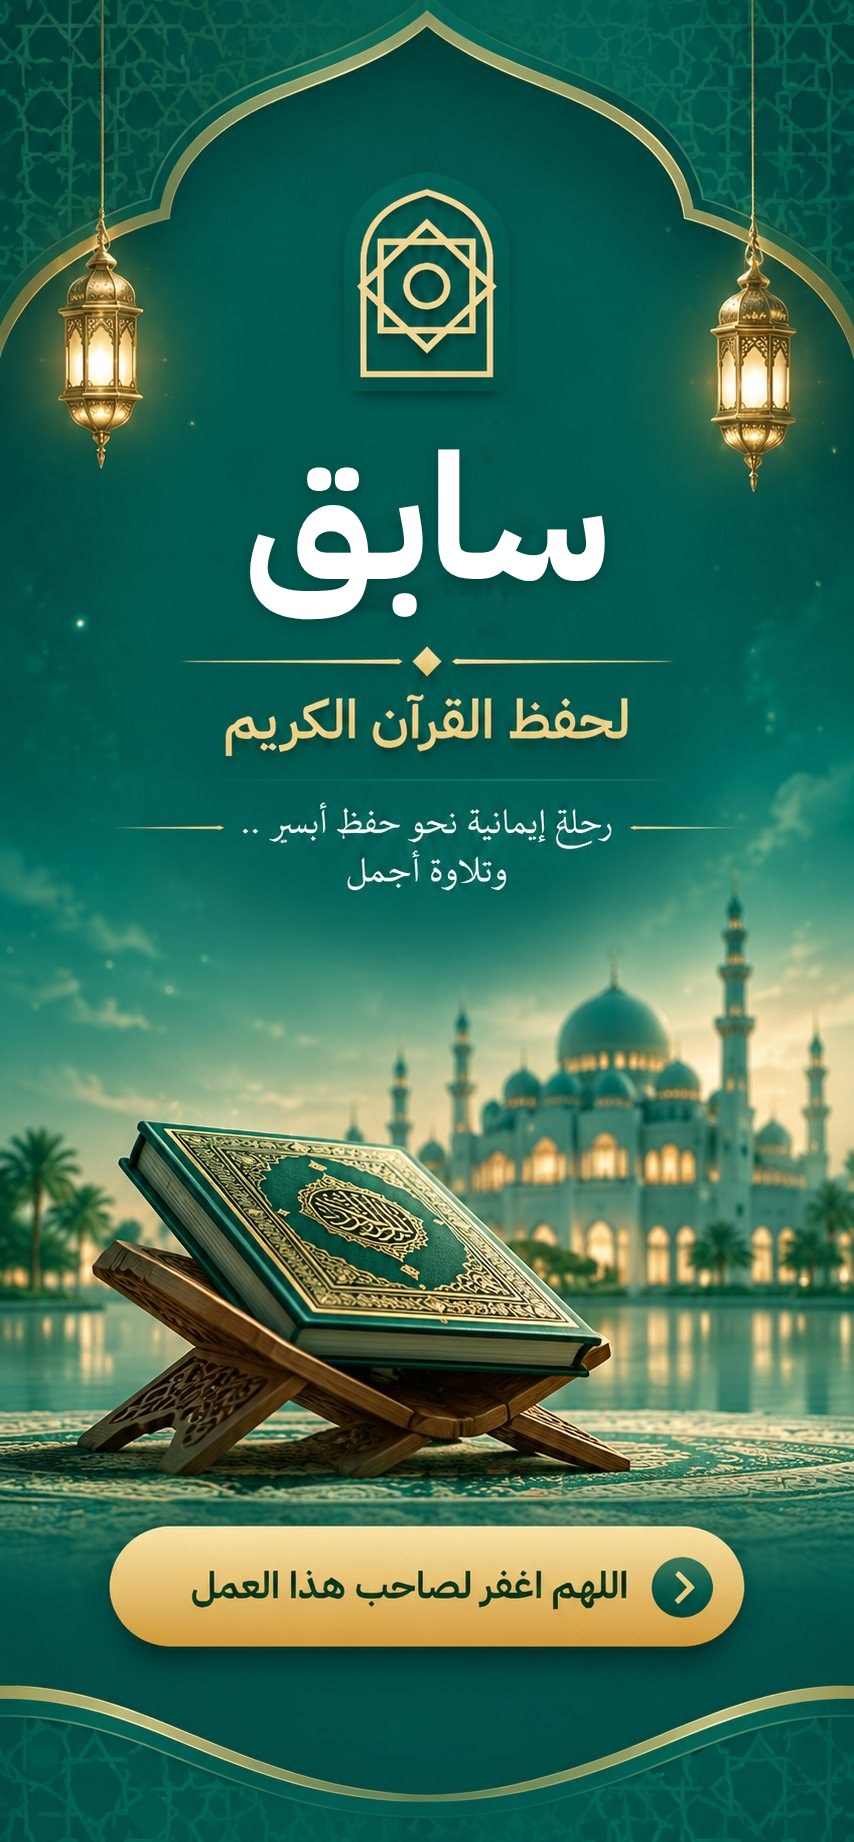 سابق
لحفظ القرآن الكريم
رحلة إيمانية نحو حفظ أيسر ..
وتلاوة أجمل
اللهم اغفر لصاحب هذا العمل